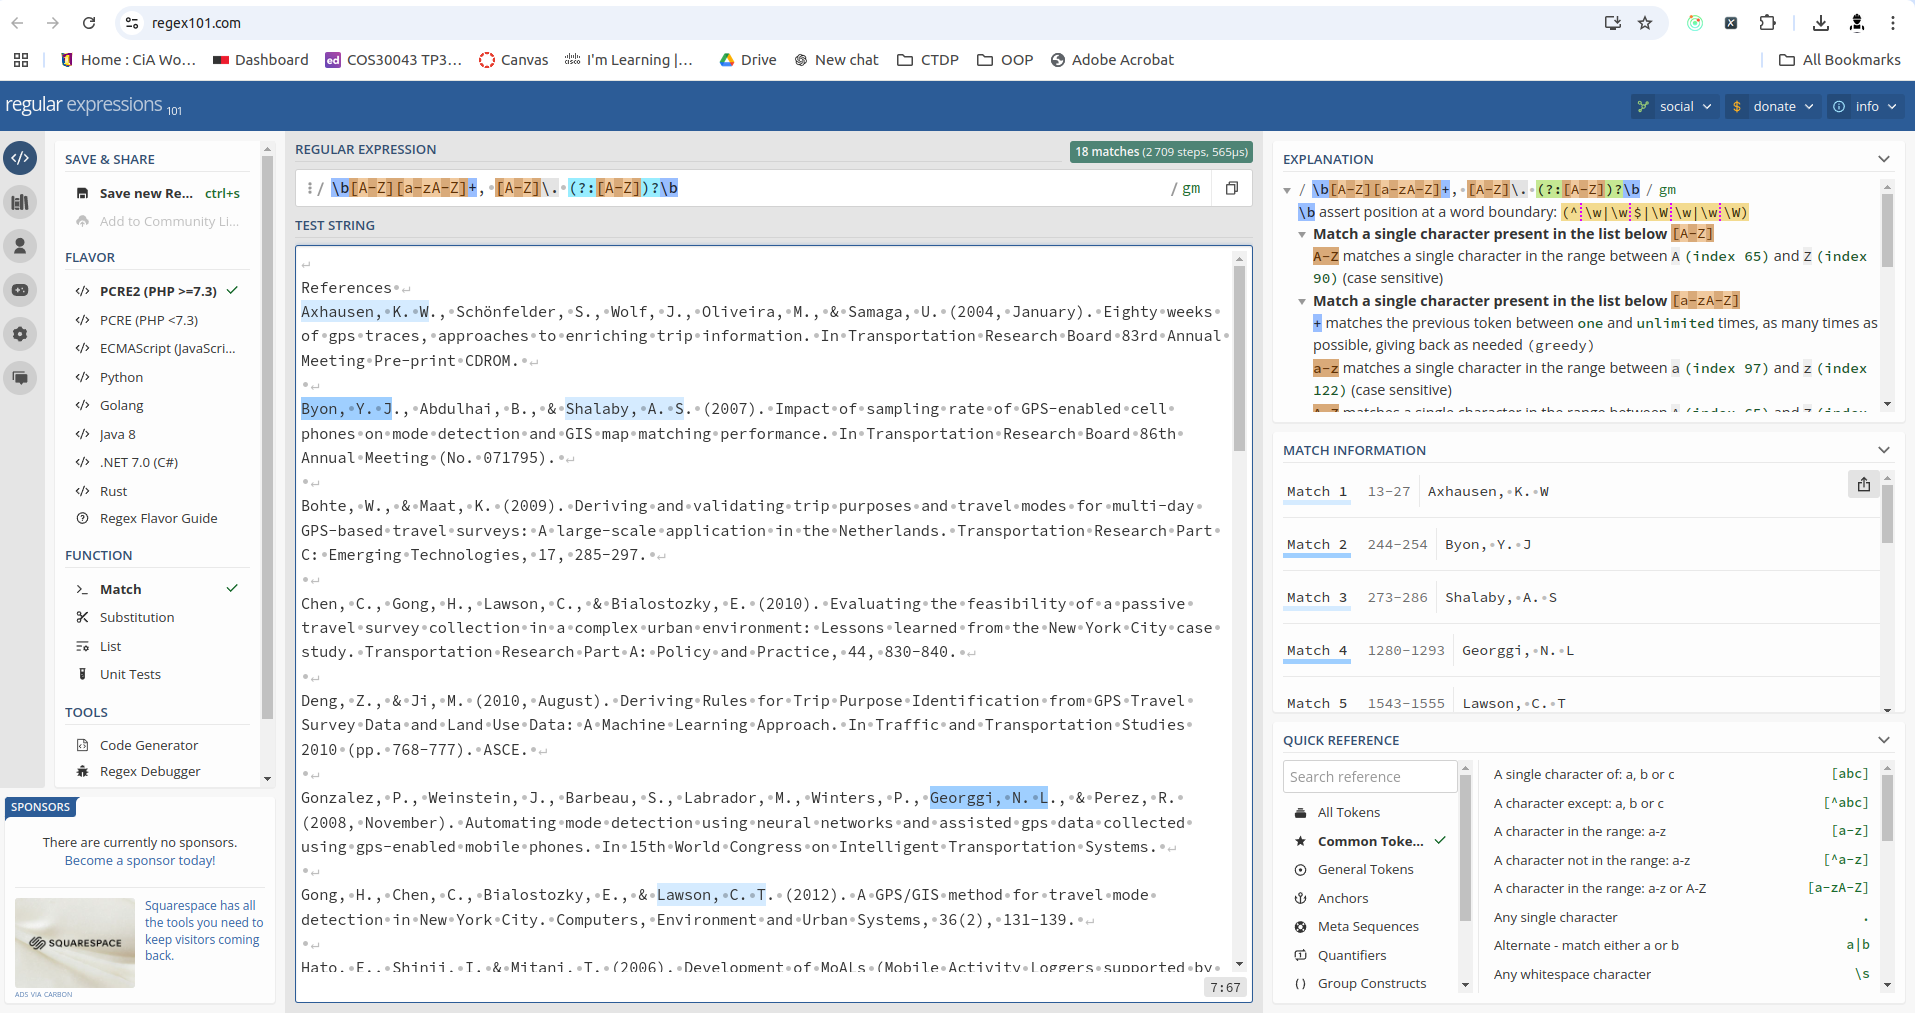 regex101.com
Home : CiA Wo...
Dashboard
COS30043 TP3...
Canvas
I'm Learning |...
Drive
New chat
CTDP
OOP
Adobe Acrobat
All Bookmarks
regular expressions 101
social
donate
info
SAVE & SHARE
Save new Re... ctrl+s
Add to Community Li...
FLAVOR
PCRE2 (PHP >=7.3)
PCRE (PHP <7.3)
ECMAScript (JavaScri...
Python
Golang
Java 8
.NET 7.0 (C#)
Rust
Regex Flavor Guide
FUNCTION
Match
Substitution
List
Unit Tests
TOOLS
Code Generator
Regex Debugger
SPONSORS
There are currently no sponsors.
Become a sponsor today!
SQUARESPACE
Squarespace has all
the tools you need to
keep visitors coming
back.
ADS VIA CARBON
REGULAR EXPRESSION
18 matches (2 709 steps, 565µs)
/ \b[A-Z][a-zA-Z]+, [A-Z]\. (?:[A-Z])?\b / gm
TEST STRING
References
Axhausen, K. W., Schönfelder, S., Wolf, J., Oliveira, M., & Samaga, U. (2004, January). Eighty weeks
of gps traces, approaches to enriching trip information. In Transportation Research Board 83rd Annual
Meeting Pre-print CDROM.
Byon, Y. J., Abdulhai, B., & Shalaby, A. S. (2007). Impact of sampling rate of GPS-enabled cell
phones on mode detection and GIS map matching performance. In Transportation Research Board 86th
Annual Meeting (No. 071795).
Bohte, W., & Maat, K. (2009). Deriving and validating trip purposes and travel modes for multi-day
GPS-based travel surveys: A large-scale application in the Netherlands. Transportation Research Part
C: Emerging Technologies, 17, 285-297.
Chen, C., Gong, H., Lawson, C., & Bialostozky, E. (2010). Evaluating the feasibility of a passive
travel survey collection in a complex urban environment: Lessons learned from the New York City case
study. Transportation Research Part A: Policy and Practice, 44, 830-840.
Deng, Z., & Ji, M. (2010, August). Deriving Rules for Trip Purpose Identification from GPS Travel
Survey Data and Land Use Data: A Machine Learning Approach. In Traffic and Transportation Studies
2010 (pp. 768-777). ASCE.
Gonzalez, P., Weinstein, J., Barbeau, S., Labrador, M., Winters, P., Georggi, N. L., & Perez, R.
(2008, November). Automating mode detection using neural networks and assisted gps data collected
using gps-enabled mobile phones. In 15th World Congress on Intelligent Transportation Systems.
Gong, H., Chen, C., Bialostozky, E., & Lawson, C. T. (2012). A GPS/GIS method for travel mode
detection in New York City. Computers, Environment and Urban Systems, 36(2), 131-139.
Hato, E., Shinji, I. & Mitani, T. (2006). Development of MoALs (Mobile Activity Loggers supported by
7:67
EXPLANATION
/ \b[A-Z][a-zA-Z]+, [A-Z]\. (?:[A-Z])?\b / gm
\b assert position at a word boundary: (^\w|\w$|\W\w|\w\W)
Match a single character present in the list below [A-Z]
A-Z matches a single character in the range between A (index 65) and Z (index
90) (case sensitive)
Match a single character present in the list below [a-zA-Z]
+ matches the previous token between one and unlimited times, as many times as
possible, giving back as needed (greedy)
a-z matches a single character in the range between a (index 97) and z (index
122) (case sensitive)
A-Z matches a single character in the range between A (index 65) and Z (index
MATCH INFORMATION
Match 1 13-27 Axhausen, K. W
Match 2 244-254 Byon, Y. J
Match 3 273-286 Shalaby, A. S
Match 4 1280-1293 Georggi, N. L
Match 5 1543-1555 Lawson, C. T
QUICK REFERENCE
Search reference
All Tokens
Common Toke...
General Tokens
Anchors
Meta Sequences
Quantifiers
Group Constructs
A single character of: a, b or c [abc]
A character except: a, b or c [^abc]
A character in the range: a-z [a-z]
A character not in the range: a-z [^a-z]
A character in the range: a-z or A-Z [a-zA-Z]
Any single character .
Alternate - match either a or b a|b
Any whitespace character \s